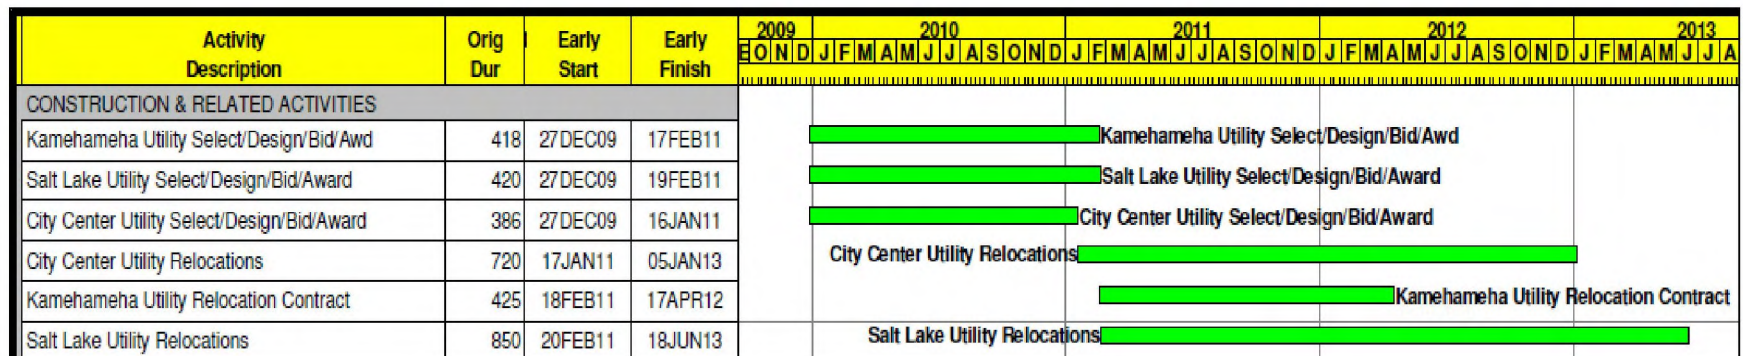 Activity Orig Early Early 2009 2010 2011 2012 2013
Description Dur Start Finish E O N D J F M A M J J A S O N D J F M A M J J A S O N D J F M A M J J A S O N D J F M A M J J A
CONSTRUCTION & RELATED ACTIVITIES
Kamehameha Utility Select/Design/Bid/Awd 418 27DEC09 17FEB11 Kamehameha Utility Select/Design/Bid/Awd
Salt Lake Utility Select/Design/Bid/Award 420 27DEC09 19FEB11 Salt Lake Utility Select/Design/Bid/Award
City Center Utility Select/Design/Bid/Award 386 27DEC09 16JAN11 City Center Utility Select/Design/Bid/Award
City Center Utility Relocations 720 17JAN11 05JAN13 City Center Utility Relocations
Kamehameha Utility Relocation Contract 425 18FEB11 17APR12 Kamehameha Utility Relocation Contract
Salt Lake Utility Relocations 850 20FEB11 18JUN13 Salt Lake Utility Relocations